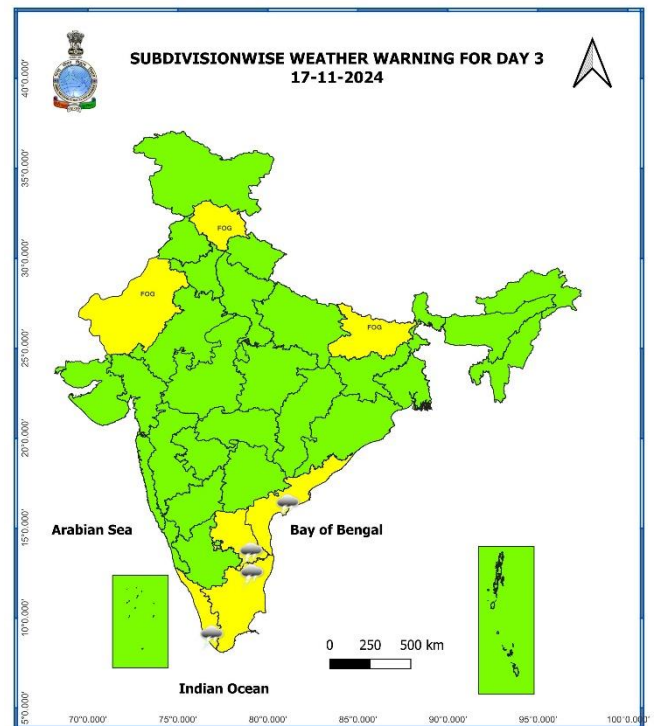 SUBDIVISIONWISE WEATHER WARNING FOR DAY 3
17-11-2024
40°0.000'
35°0.000'
FOG
30°0.000'
FOG
FOG
25°0.000'
20°0.000'
15°0.000'
Arabian Sea
Bay of Bengal
10°0.000'
0 250 500 km
Indian Ocean
5°0.000'
70°0.000' 75°0.000' 80°0.000' 85°0.000' 90°0.000' 95°0.000' 100°0.000'